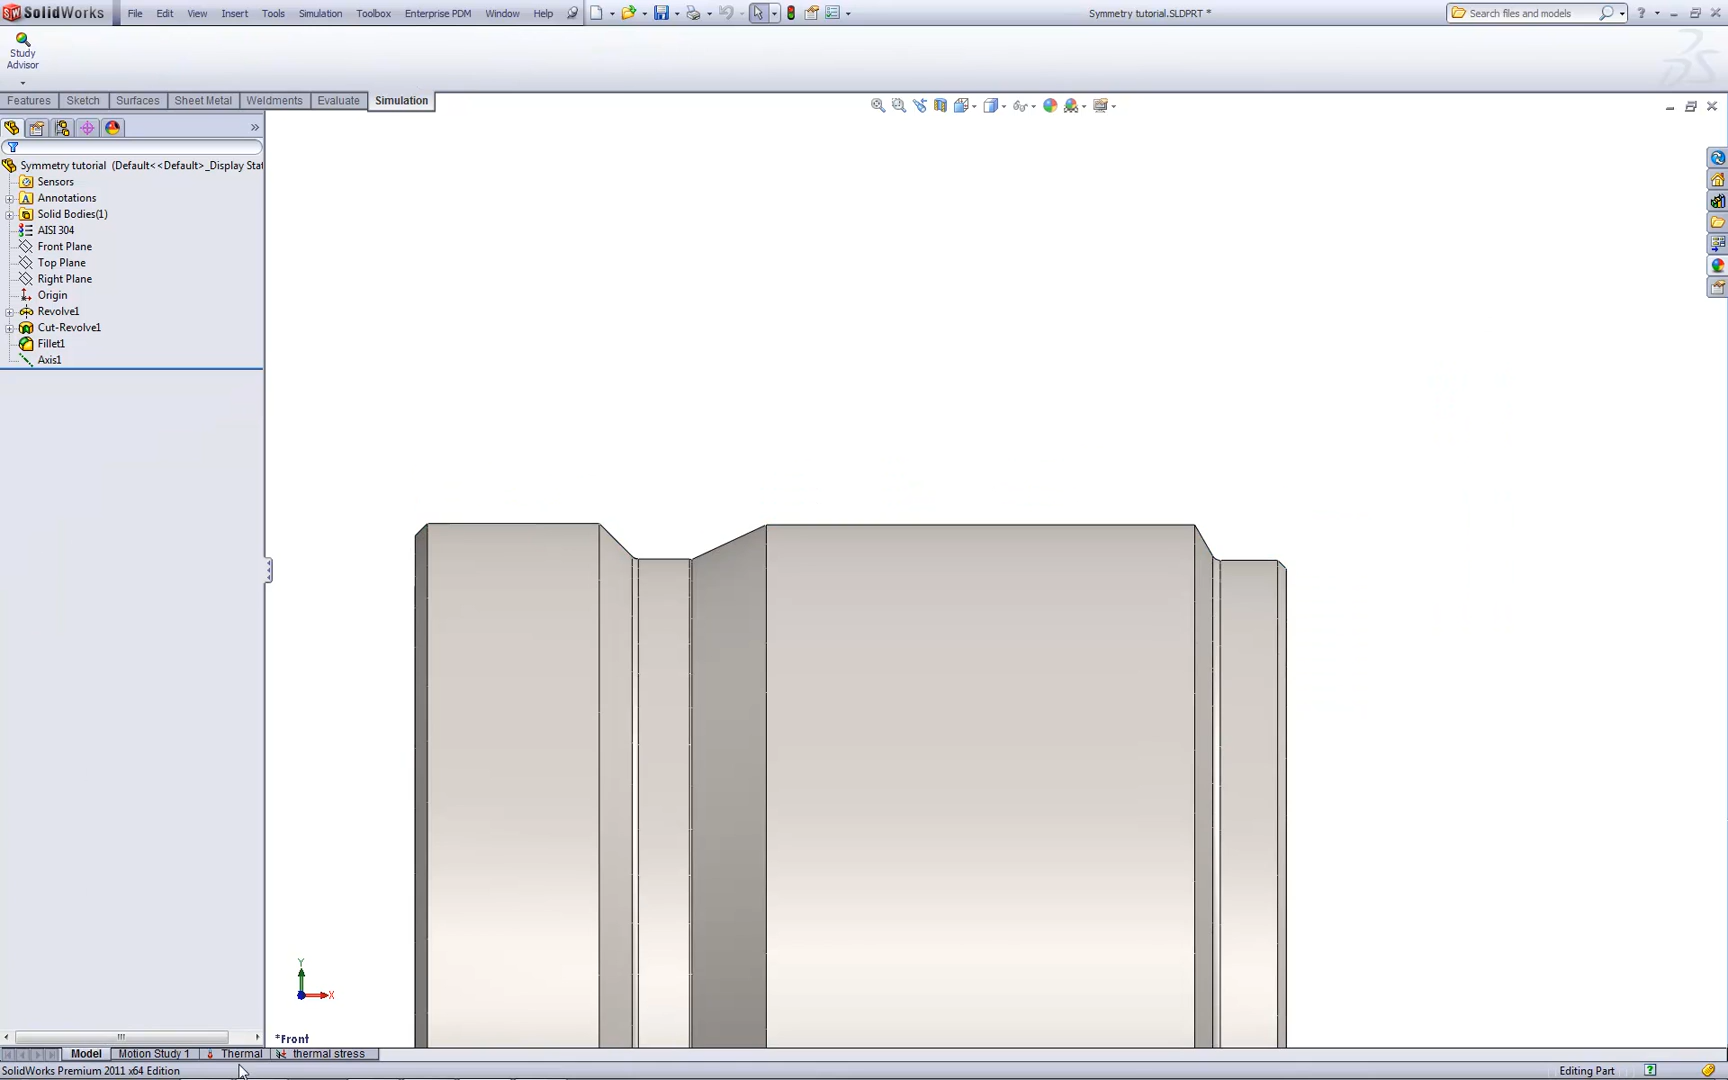 SolidWorks File Edit View Insert Tools Simulation Toolbox Enterprise PDM Window Help Symmetry tutorial.SLDPRT * Search files and models
Study
Advisor
Features Sketch Surfaces Sheet Metal Weldments Evaluate Simulation
Symmetry tutorial (Default<<Default>_Display Stat
Sensors
Annotations
Solid Bodies(1)
AISI 304
Front Plane
Top Plane
Right Plane
Origin
Revolve1
Cut-Revolve1
Fillet1
Axis1
Y
X
*Front
Model Motion Study 1 Thermal thermal stress
SolidWorks Premium 2011 x64 Edition Editing Part